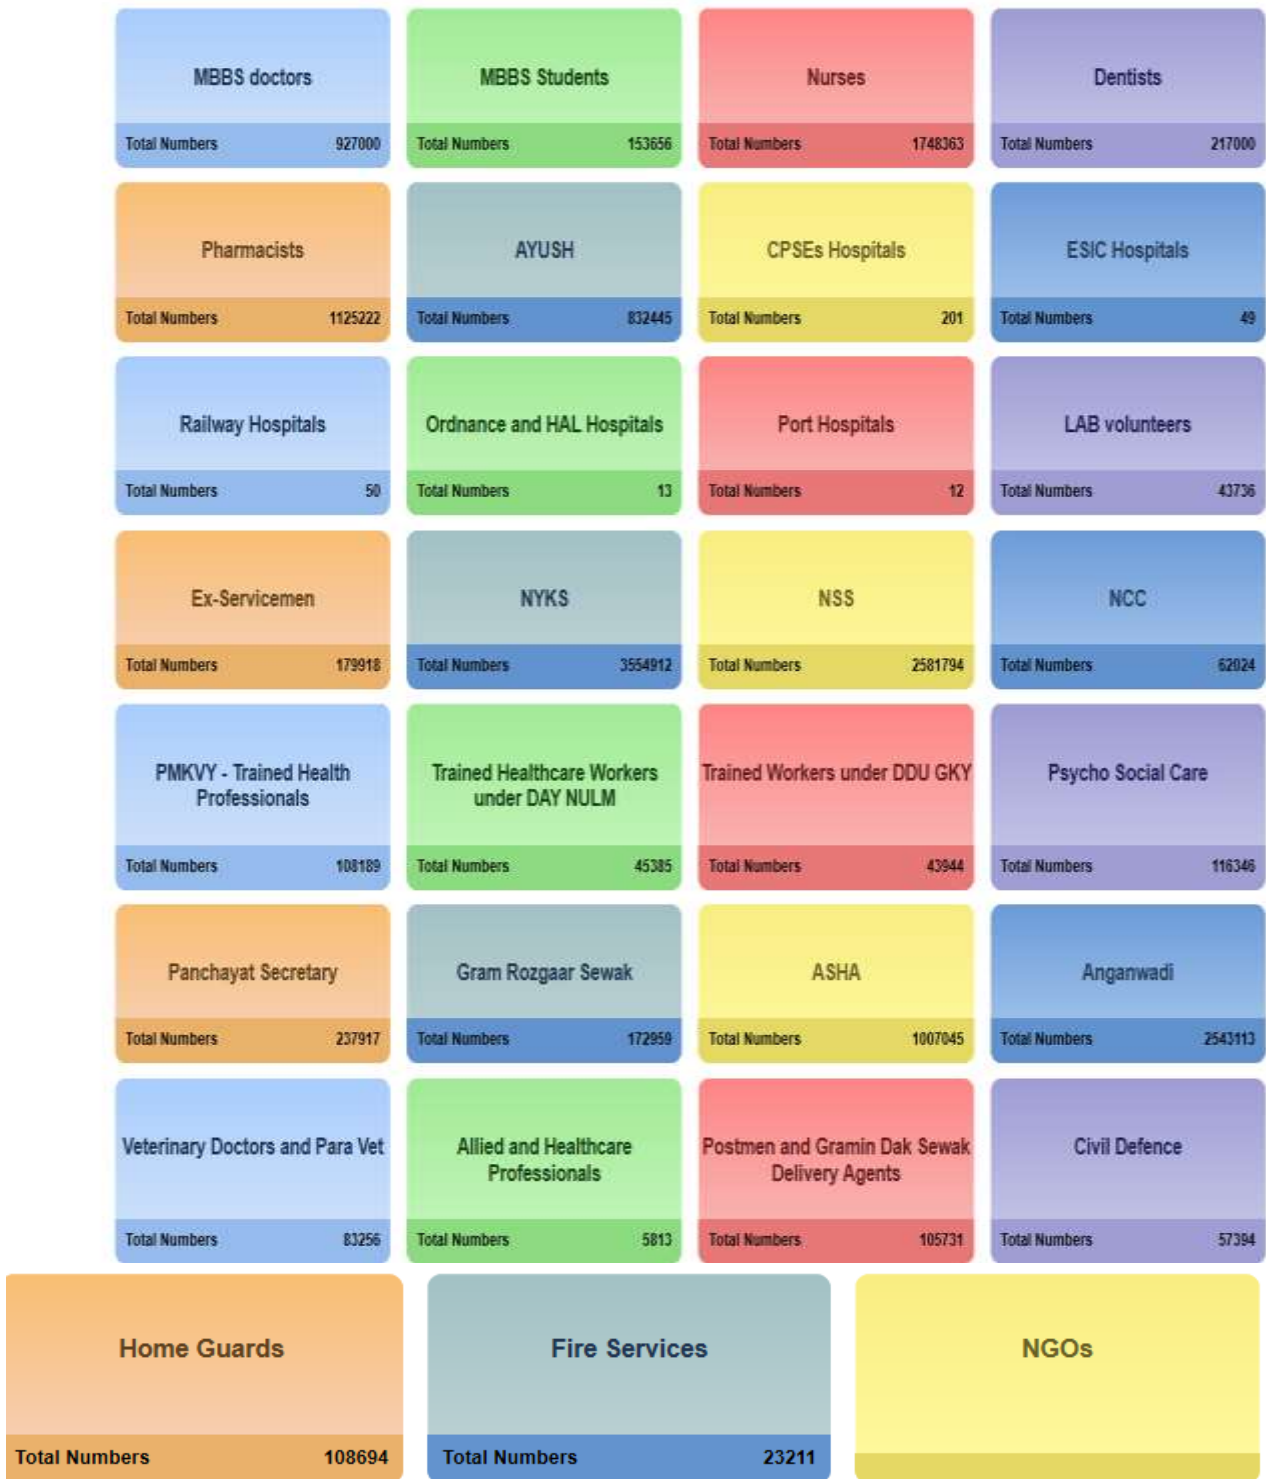 MBBS doctors
Total Numbers 927000
MBBS Students
Total Numbers 153656
Nurses
Total Numbers 1748363
Dentists
Total Numbers 217000
Pharmacists
Total Numbers 1125222
AYUSH
Total Numbers 832445
CPSEs Hospitals
Total Numbers 201
ESIC Hospitals
Total Numbers 49
Railway Hospitals
Total Numbers 50
Ordnance and HAL Hospitals
Total Numbers 13
Port Hospitals
Total Numbers 12
LAB volunteers
Total Numbers 43736
Ex-Servicemen
Total Numbers 179918
NYKS
Total Numbers 3554912
NSS
Total Numbers 2581794
NCC
Total Numbers 62024
PMKVY - Trained Health
Professionals
Total Numbers 108189
Trained Healthcare Workers
under DAY NULM
Total Numbers 45385
Trained Workers under DDU GKY
Total Numbers 43944
Psycho Social Care
Total Numbers 116346
Panchayat Secretary
Total Numbers 237917
Gram Rozgaar Sewak
Total Numbers 172959
ASHA
Total Numbers 1007045
Anganwadi
Total Numbers 2543113
Veterinary Doctors and Para Vet
Total Numbers 83256
Allied and Healthcare
Professionals
Total Numbers 5813
Postmen and Gramin Dak Sewak
Delivery Agents
Total Numbers 105731
Civil Defence
Total Numbers 57394
Home Guards
Total Numbers 108694
Fire Services
Total Numbers 23211
NGOs